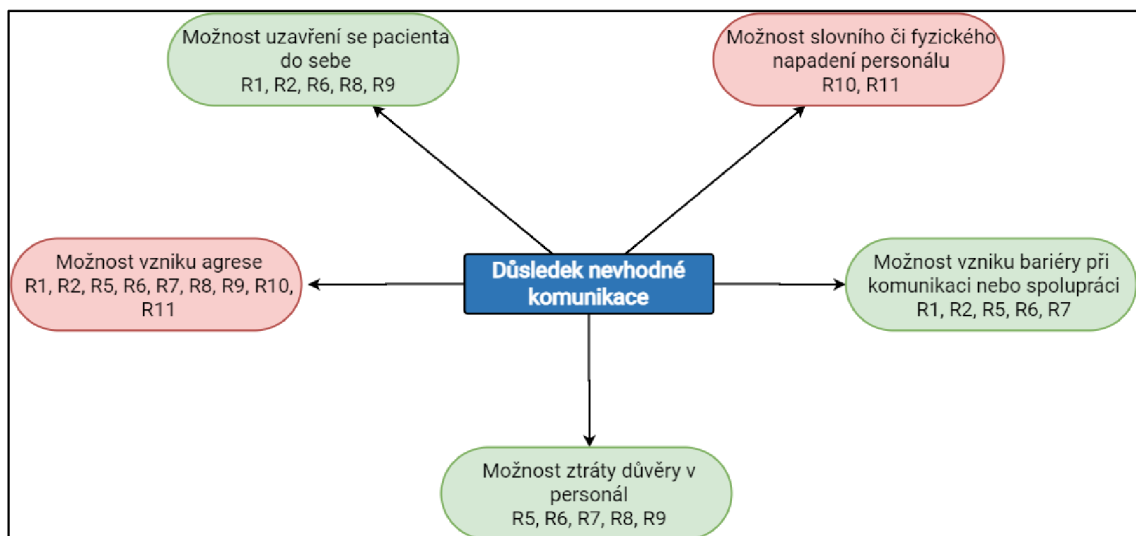 Možnost uzavření se pacienta
do sebe
R1, R2, R6, R8, R9
Možnost slovního či fyzického
napadení personálu
R10, R11
Možnost vzniku agrese
R1, R2, R5, R6, R7, R8, R9, R10,
R11
Důsledek nevhodné
komunikace
Možnost vzniku bariéry při
komunikaci nebo spolupráci
R1, R2, R5, R6, R7
Možnost ztráty důvěry v
personál
R5, R6, R7, R8, R9